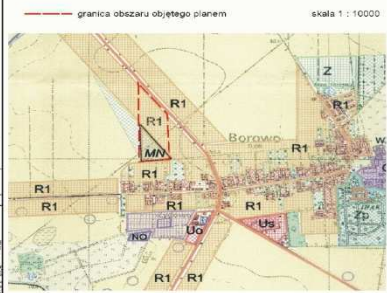 granica obszaru objętego planem skala 1 : 10000
Z
R1 R1
R1
Borowo
MN
R1
R1
R1 R1 R1
R1 Uo Us Zp
NO
R1
R1